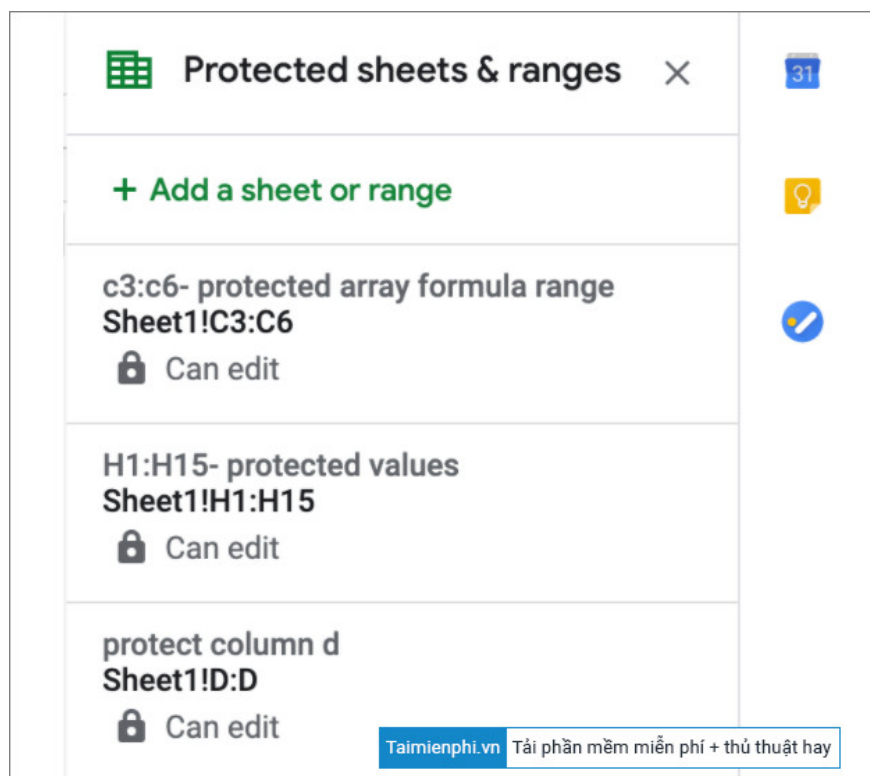 Protected sheets & ranges
31
+ Add a sheet or range
c3:c6- protected array formula range
Sheet1!C3:C6
Can edit
H1:H15- protected values
Sheet1!H1:H15
Can edit
protect column d
Sheet1!D:D
Can edit
Taimienphi.vn Tải phần mềm miễn phí + thủ thuật hay